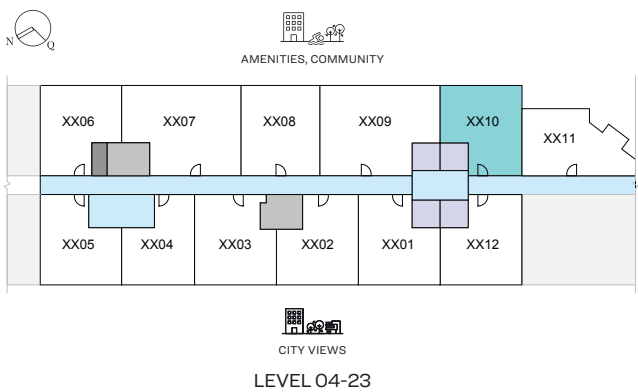 N Q
AMENITIES, COMMUNITY
XX06 XX07 XX08 XX09 XX10 XX11
XX05 XX04 XX03 XX02 XX01 XX12
CITY VIEWS
LEVEL 04-23